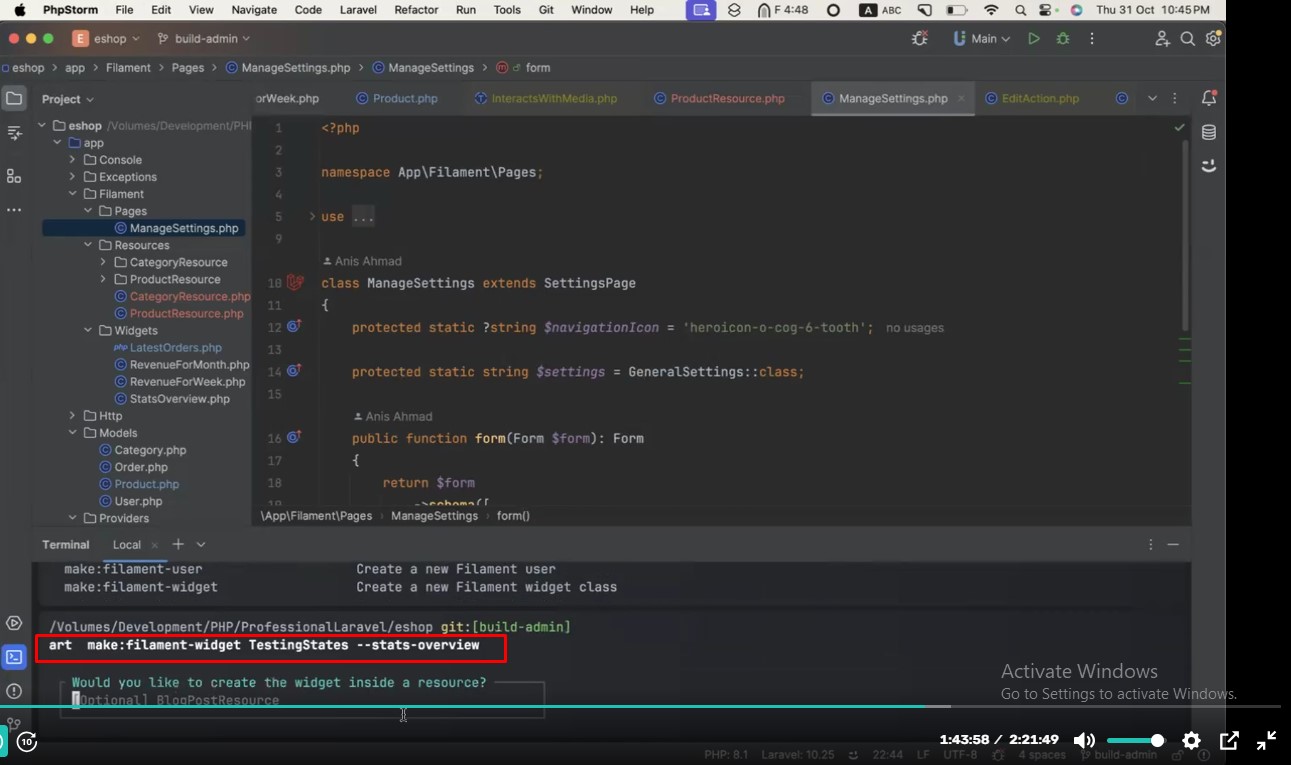 PhpStorm File Edit View Navigate Code Laravel Refactor Run Tools Git Window Help F 4:48 A ABC Thu 31 Oct 10:45 PM
E eshop build-admin Main
eshop app Filament Pages ManageSettings.php ManageSettings form
Project
orWeek.php Product.php InteractsWithMedia.php ProductResource.php ManageSettings.php EditAction.php
eshop /Volumes/Development/PHI
app
Console
Exceptions
Filament
Pages
ManageSettings.php
Resources
CategoryResource
ProductResource
CategoryResource.php
ProductResource.php
Widgets
LatestOrders.php
RevenueForMonth.php
RevenueForWeek.php
StatsOverview.php
Http
Models
Category.php
Order.php
Product.php
User.php
Providers
1 <?php
2
3 namespace App\Filament\Pages;
4
5 use ...
9
Anis Ahmad
10 class ManageSettings extends SettingsPage
11 {
12 protected static ?string $navigationIcon = 'heroicon-o-cog-6-tooth'; no usages
13
14 protected static string $settings = GeneralSettings::class;
15
Anis Ahmad
16 public function form(Form $form): Form
17 {
18 return $form
19 ->schema([
\App\Filament\Pages ManageSettings form()
Terminal Local
make:filament-user Create a new Filament user
make:filament-widget Create a new Filament widget class
/Volumes/Development/PHP/ProfessionalLaravel/eshop git:[build-admin]
art make:filament-widget TestingStates --stats-overview
Would you like to create the widget inside a resource?
[Optional] BlogPostResource
Activate Windows
Go to Settings to activate Windows.
10 1:43:58 / 2:21:49
PHP: 8.1 Laravel: 10.25 22:44 LF UTF-8 4 spaces build-admin